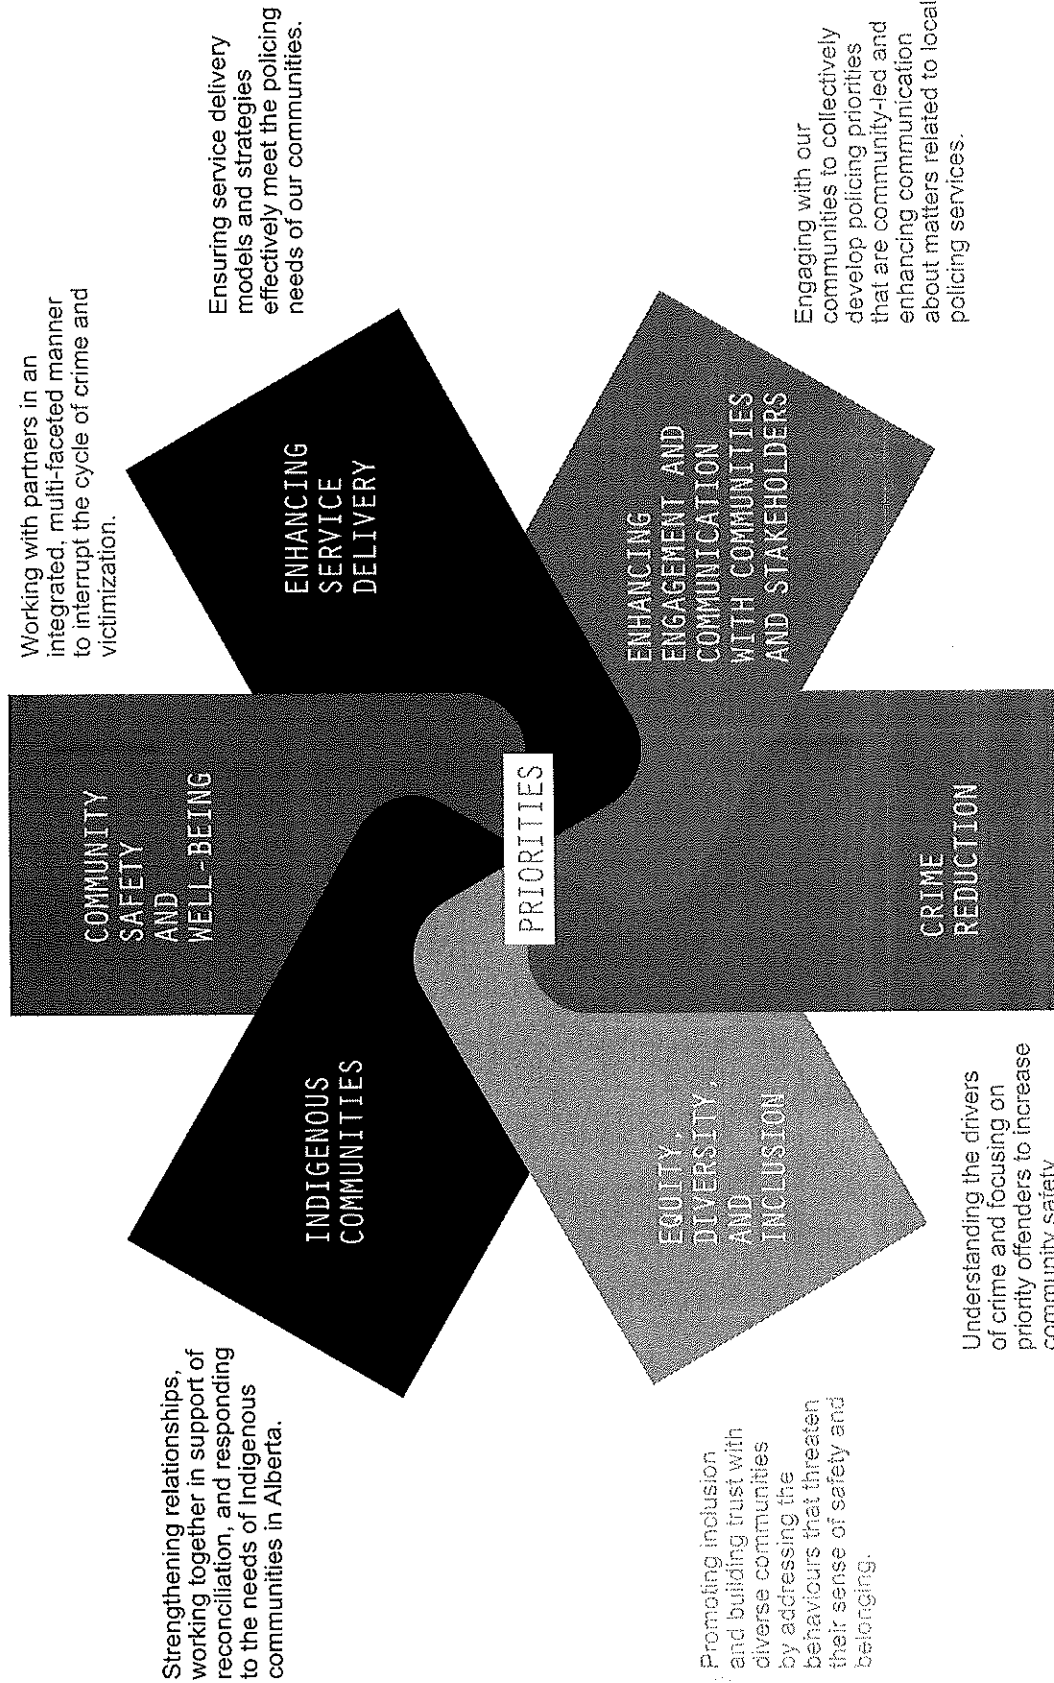 Strengthening relationships,
working together in support of
reconciliation, and responding
to the needs of Indigenous
communities in Alberta.
INDIGENOUS
COMMUNITIES
COMMUNITY
SAFETY
AND
WELL-BEING
Working with partners in an
integrated, multi-faceted manner
to interrupt the cycle of crime and
victimization.
ENHANCING
SERVICE
DELIVERY
Ensuring service delivery
models and strategies
effectively meet the policing
needs of our communities.
PRIORITIES
Promoting inclusion
and building trust with
diverse communities
by addressing the
behaviours that threaten
their sense of safety and
belonging.
EQUITY,
DIVERSITY,
AND
INCLUSION
ENHANCING
ENGAGEMENT AND
COMMUNICATION
WITH COMMUNITIES
AND STAKEHOLDERS
Engaging with our
communities to collectively
develop policing priorities
that are community-led and
enhancing communication
about matters related to local
policing services.
CRIME
REDUCTION
Understanding the drivers
of crime and focusing on
priority offenders to increase
community safety